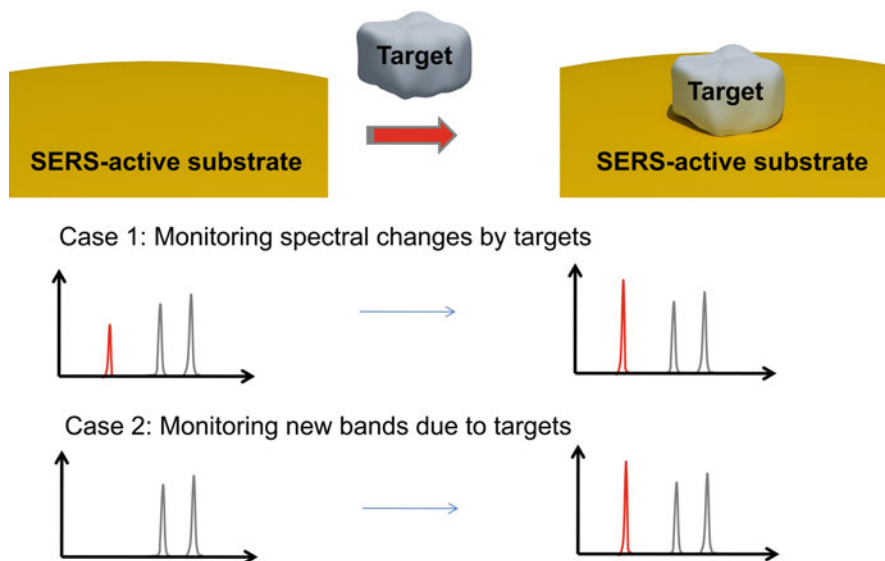 Target
SERS-active substrate
Target
SERS-active substrate
Case 1: Monitoring spectral changes by targets
Case 2: Monitoring new bands due to targets